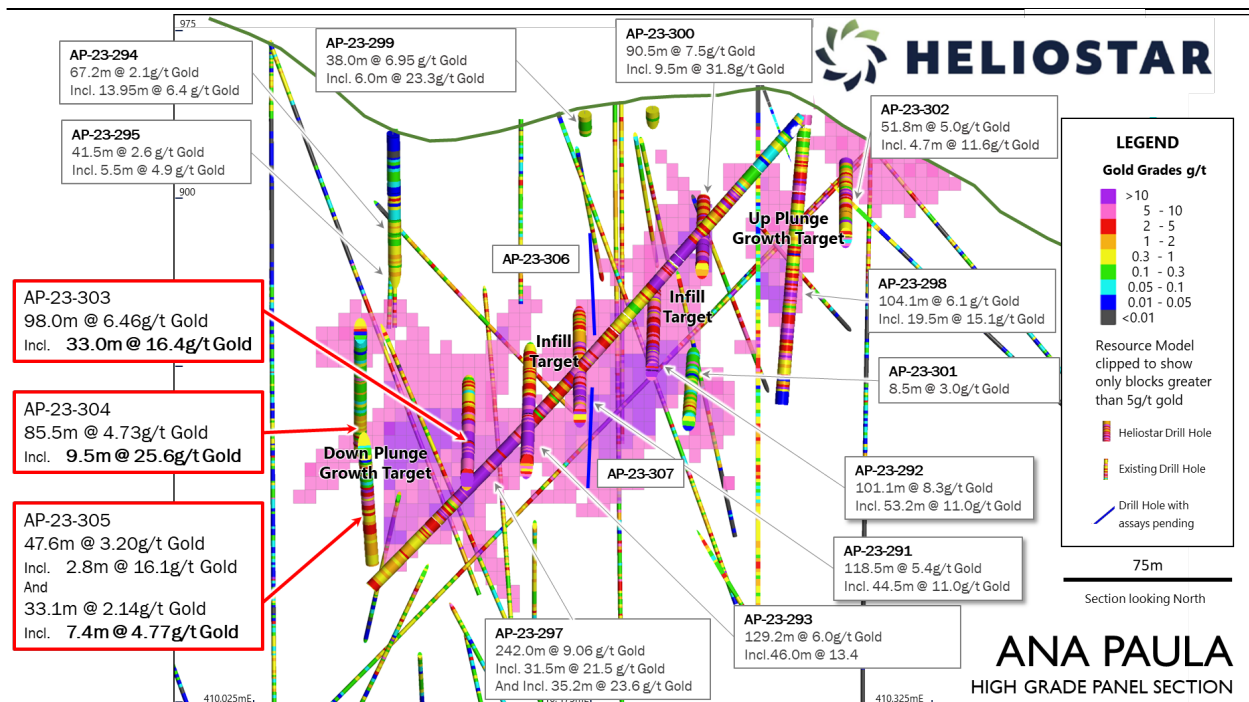 975
AP-23-294
67.2m @ 2.1g/t Gold
Incl. 13.95m @ 6.4 g/t Gold
AP-23-299
38.0m @ 6.95 g/t Gold
Incl. 6.0m @ 23.3g/t Gold
AP-23-300
90.5m @ 7.5g/t Gold
Incl. 9.5m @ 31.8g/t Gold
HELIOSTAR
AP-23-302
51.8m @ 5.0g/t Gold
Incl. 4.7m @ 11.6g/t Gold
AP-23-295
41.5m @ 2.6 g/t Gold
Incl. 5.5m @ 4.9 g/t Gold
900
LEGEND
Gold Grades g/t
>10
5 - 10
2 - 5
1 - 2
0.3 - 1
0.1 - 0.3
0.05 - 0.1
0.01 - 0.05
<0.01
Resource Model
clipped to show
only blocks greater
than 5g/t gold
Heliostar Drill Hole
Existing Drill Hole
Drill Hole with
assays pending
75m
Section looking North
Up Plunge
Growth Target
AP-23-306
Infill
Target
Infill
Target
AP-23-298
104.1m @ 6.1 g/t Gold
Incl. 19.5m @ 15.1g/t Gold
AP-23-301
8.5m @ 3.0g/t Gold
AP-23-303
98.0m @ 6.46g/t Gold
Incl. 33.0m @ 16.4g/t Gold
AP-23-304
85.5m @ 4.73g/t Gold
Incl. 9.5m @ 25.6g/t Gold
Down Plunge
Growth Target
AP-23-307
AP-23-292
101.1m @ 8.3g/t Gold
Incl. 53.2m @ 11.0g/t Gold
AP-23-305
47.6m @ 3.20g/t Gold
Incl. 2.8m @ 16.1g/t Gold
And
33.1m @ 2.14g/t Gold
Incl. 7.4m @ 4.77g/t Gold
AP-23-291
118.5m @ 5.4g/t Gold
Incl. 44.5m @ 11.0g/t Gold
AP-23-297
242.0m @ 9.06 g/t Gold
Incl. 31.5m @ 21.5 g/t Gold
And Incl. 35.2m @ 23.6 g/t Gold
AP-23-293
129.2m @ 6.0g/t Gold
Incl.46.0m @ 13.4
ANA PAULA
HIGH GRADE PANEL SECTION
410,025mE
410,325mE